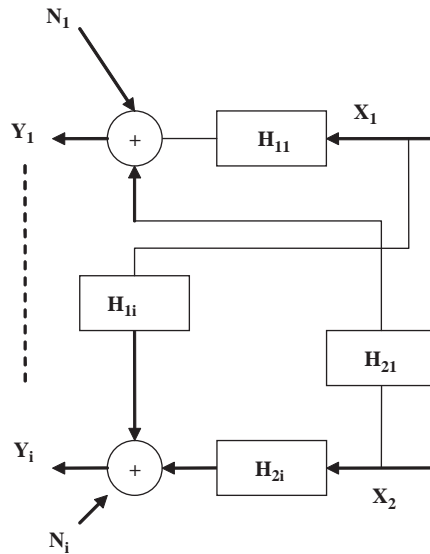 N₁
X₁
Y₁
+
H₁₁
H₁ᵢ
H₂₁
Yᵢ
+
H₂ᵢ
X₂
Nᵢ